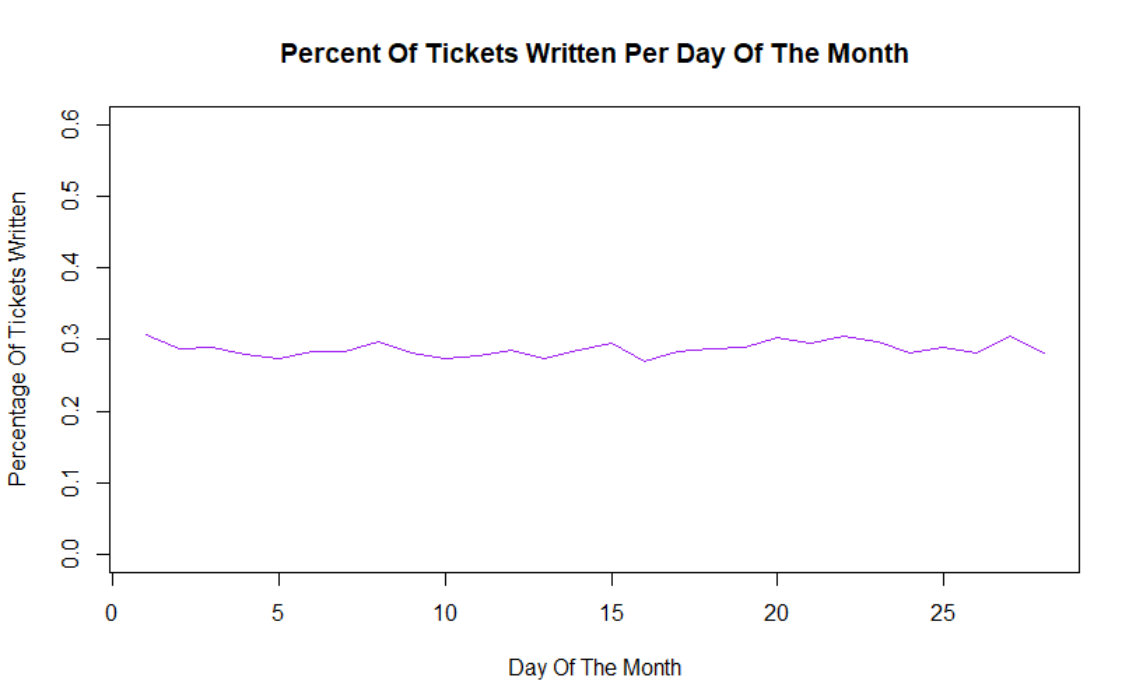 Percent Of Tickets Written Per Day Of The Month
Percentage Of Tickets Written
0.6
0.5
0.4
0.3
0.2
0.1
0.0
0 5 10 15 20 25
Day Of The Month